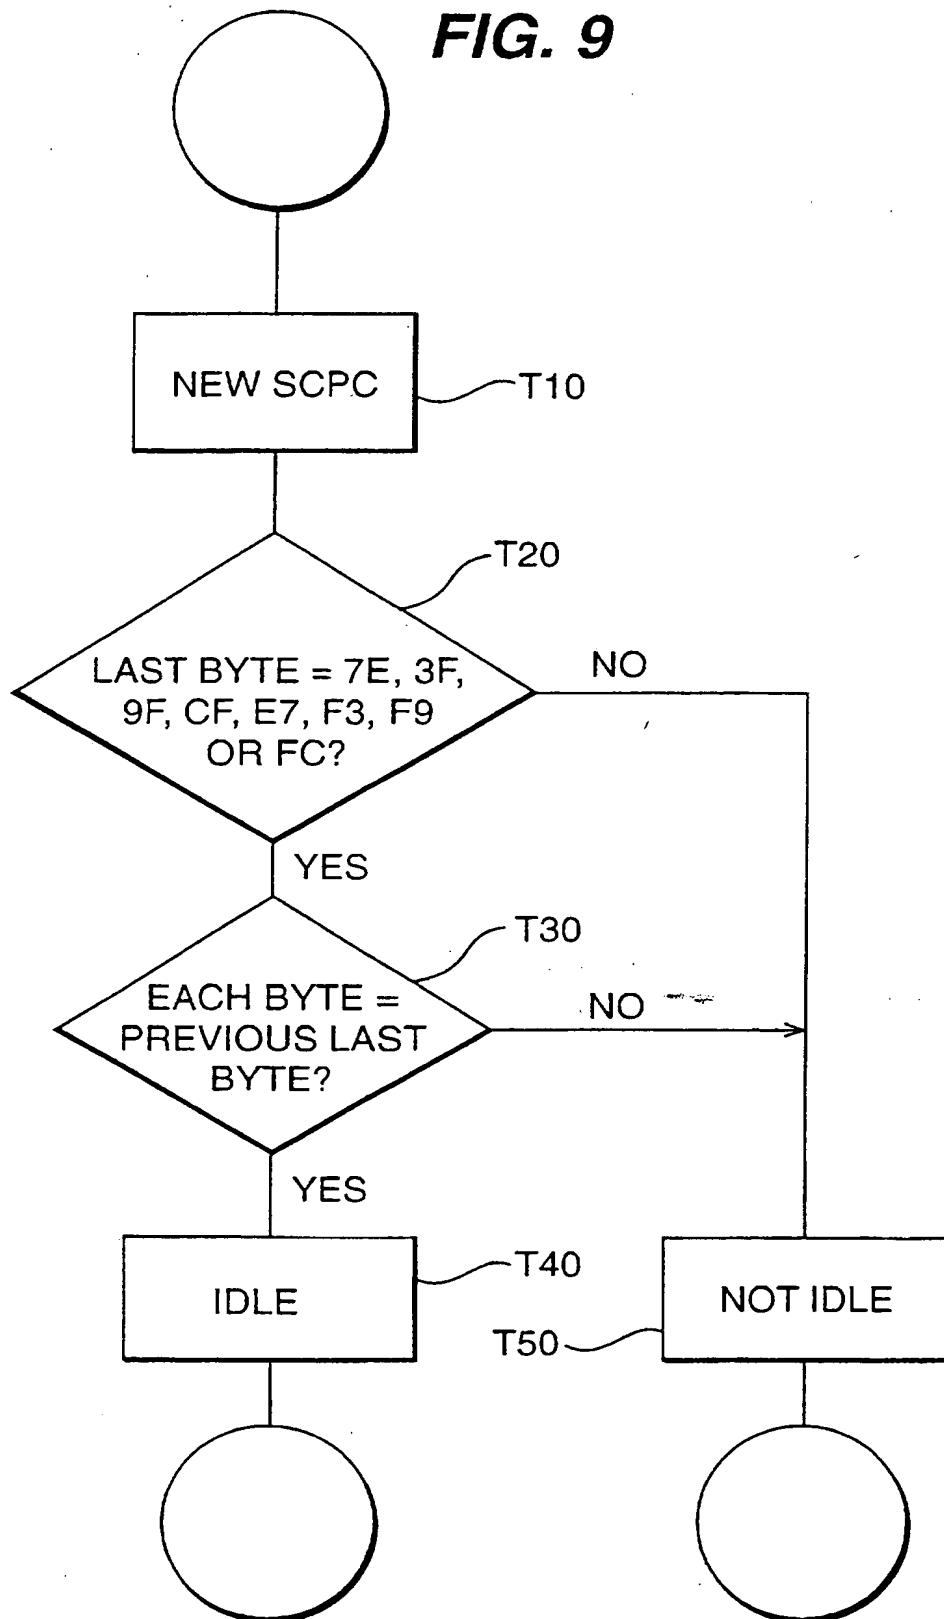 FIG. 9
NEW SCPC
T10
T20
LAST BYTE = 7E, 3F,
9F, CF, E7, F3, F9
OR FC?
NO
YES
T30
EACH BYTE =
PREVIOUS LAST
BYTE?
NO
YES
IDLE
T40
NOT IDLE
T50